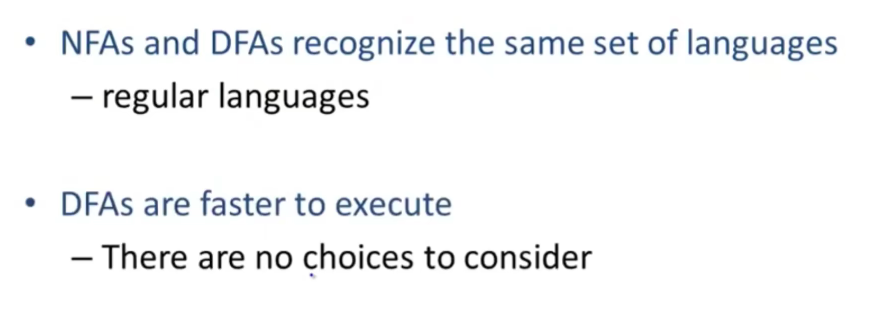 • NFAs and DFAs recognize the same set of languages
– regular languages
• DFAs are faster to execute
– There are no choices to consider